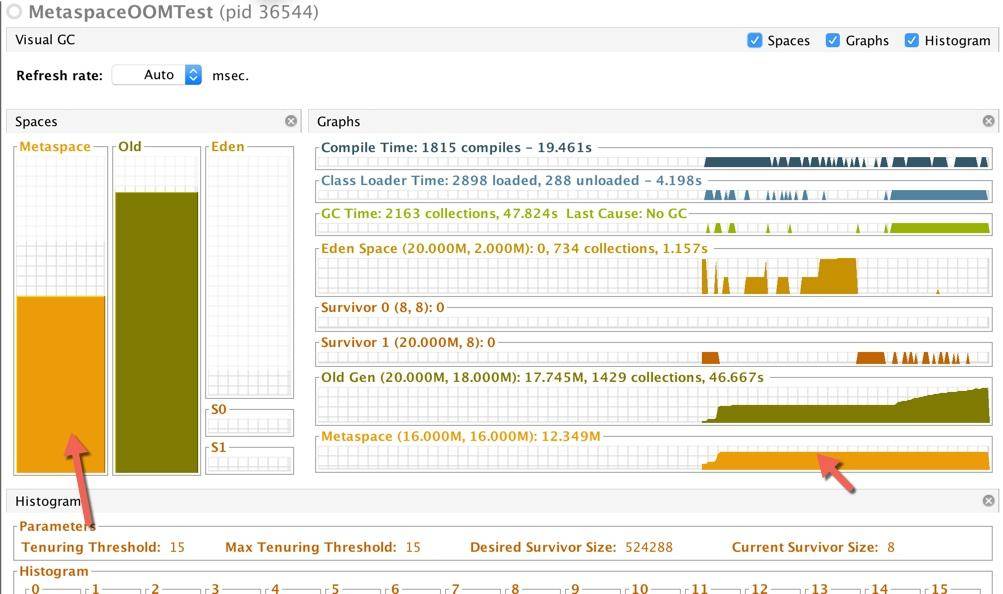 MetaspaceOOMTest (pid 36544)
Visual GC
Spaces Graphs Histogram
Refresh rate: Auto msec.
Spaces
Metaspace
Old
Eden
S0
S1
Graphs
Compile Time: 1815 compiles - 19.461s
Class Loader Time: 2898 loaded, 288 unloaded - 4.198s
GC Time: 2163 collections, 47.824s Last Cause: No GC
Eden Space (20.000M, 2.000M): 0, 734 collections, 1.157s
Survivor 0 (8, 8): 0
Survivor 1 (20.000M, 8): 0
Old Gen (20.000M, 18.000M): 17.745M, 1429 collections, 46.667s
Metaspace (16.000M, 16.000M): 12.349M
Histogram
Parameters
Tenuring Threshold: 15 Max Tenuring Threshold: 15 Desired Survivor Size: 524288 Current Survivor Size: 8
Histogram
0 1 2 3 4 5 6 7 8 9 10 11 12 13 14 15